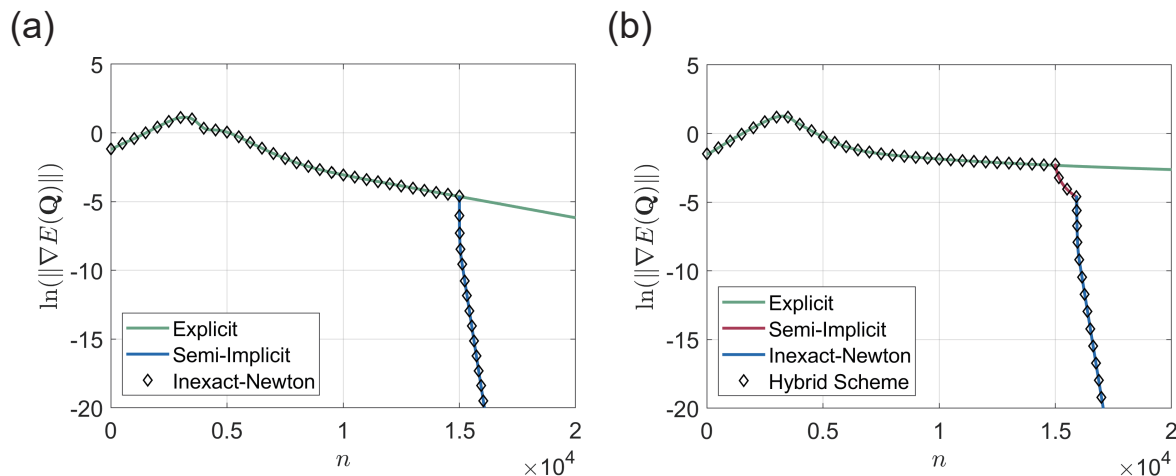 (a)
5
0
-5
-10
-15
-20
ln(‖∇E(Q)‖)
Explicit
Semi-Implicit
Inexact-Newton
0
0.5
1
1.5
2
n
×10⁴
(b)
5
0
-5
-10
-15
-20
ln(‖∇E(Q)‖)
Explicit
Semi-Implicit
Inexact-Newton
Hybrid Scheme
0
0.5
1
1.5
2
n
×10⁴